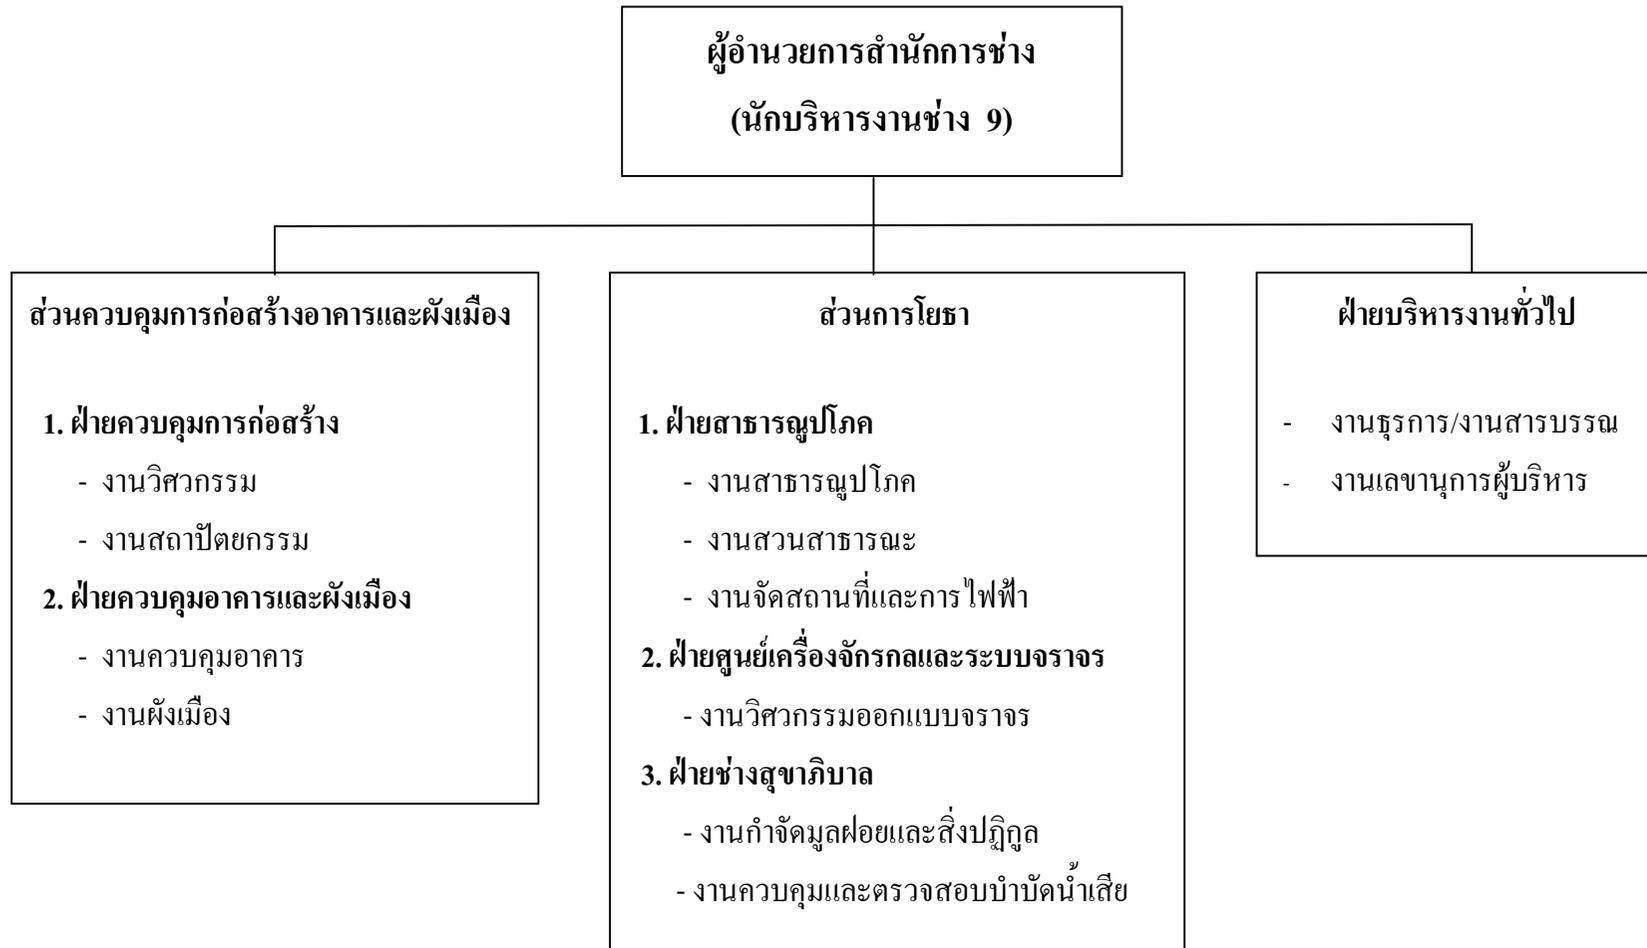 ผู้อำนวยการสำนักการช่าง
(นักบริหารงานช่าง 9)
ส่วนควบคุมการก่อสร้างอาคารและผังเมือง
1. ฝ่ายควบคุมการก่อสร้าง
- งานวิศวกรรม
- งานสถาปัตยกรรม
2. ฝ่ายควบคุมอาคารและผังเมือง
- งานควบคุมอาคาร
- งานผังเมือง
ส่วนการโยธา
1. ฝ่ายสาธารณูปโภค
- งานสาธารณูปโภค
- งานสวนสาธารณะ
- งานจัดสถานที่และการไฟฟ้า
2. ฝ่ายศูนย์เครื่องจักรกลและระบบจราจร
- งานวิศวกรรมออกแบบจราจร
3. ฝ่ายช่างสุขาภิบาล
- งานกำจัดมูลฝอยและสิ่งปฏิกูล
- งานควบคุมและตรวจสอบบำบัดน้ำเสีย
ฝ่ายบริหารงานทั่วไป
- งานธุรการ/งานสารบรรณ
- งานเลขานุการผู้บริหาร